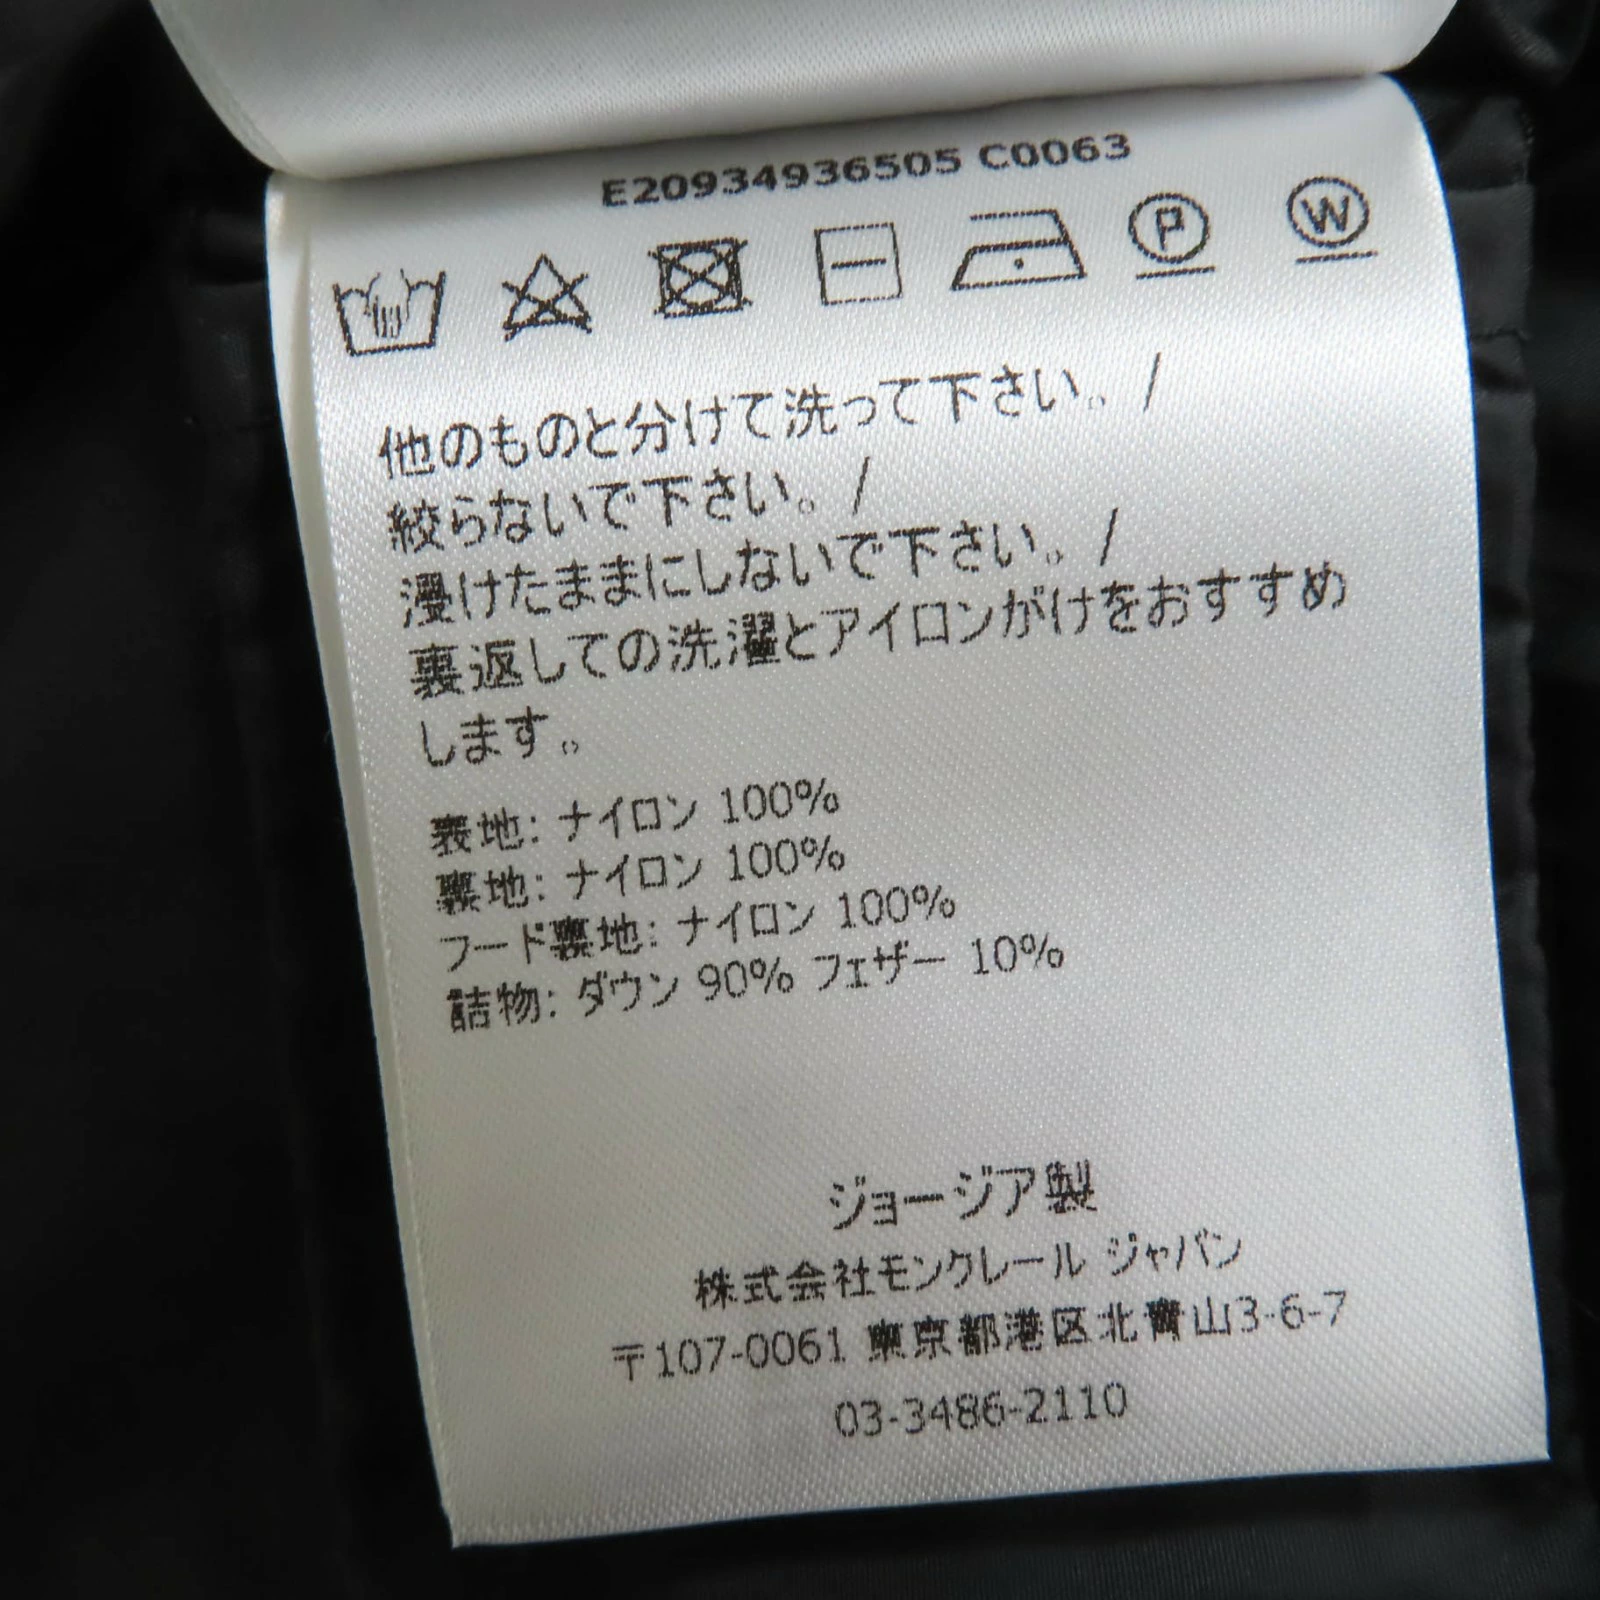 E20934936505 C0063
P W
他のものと分けて洗って下さい。/
絞らないで下さい。/
浸けたままにしないで下さい。/
裏返しての洗濯とアイロンがけをおすすめ
します。
表地: ナイロン 100%
裏地: ナイロン 100%
フード裏地: ナイロン 100%
詰物: ダウン 90% フェザー 10%
ジョージア製
株式会社モンクレール ジャパン
〒107-0061 東京都港区北青山3-6-7
03-3486-2110